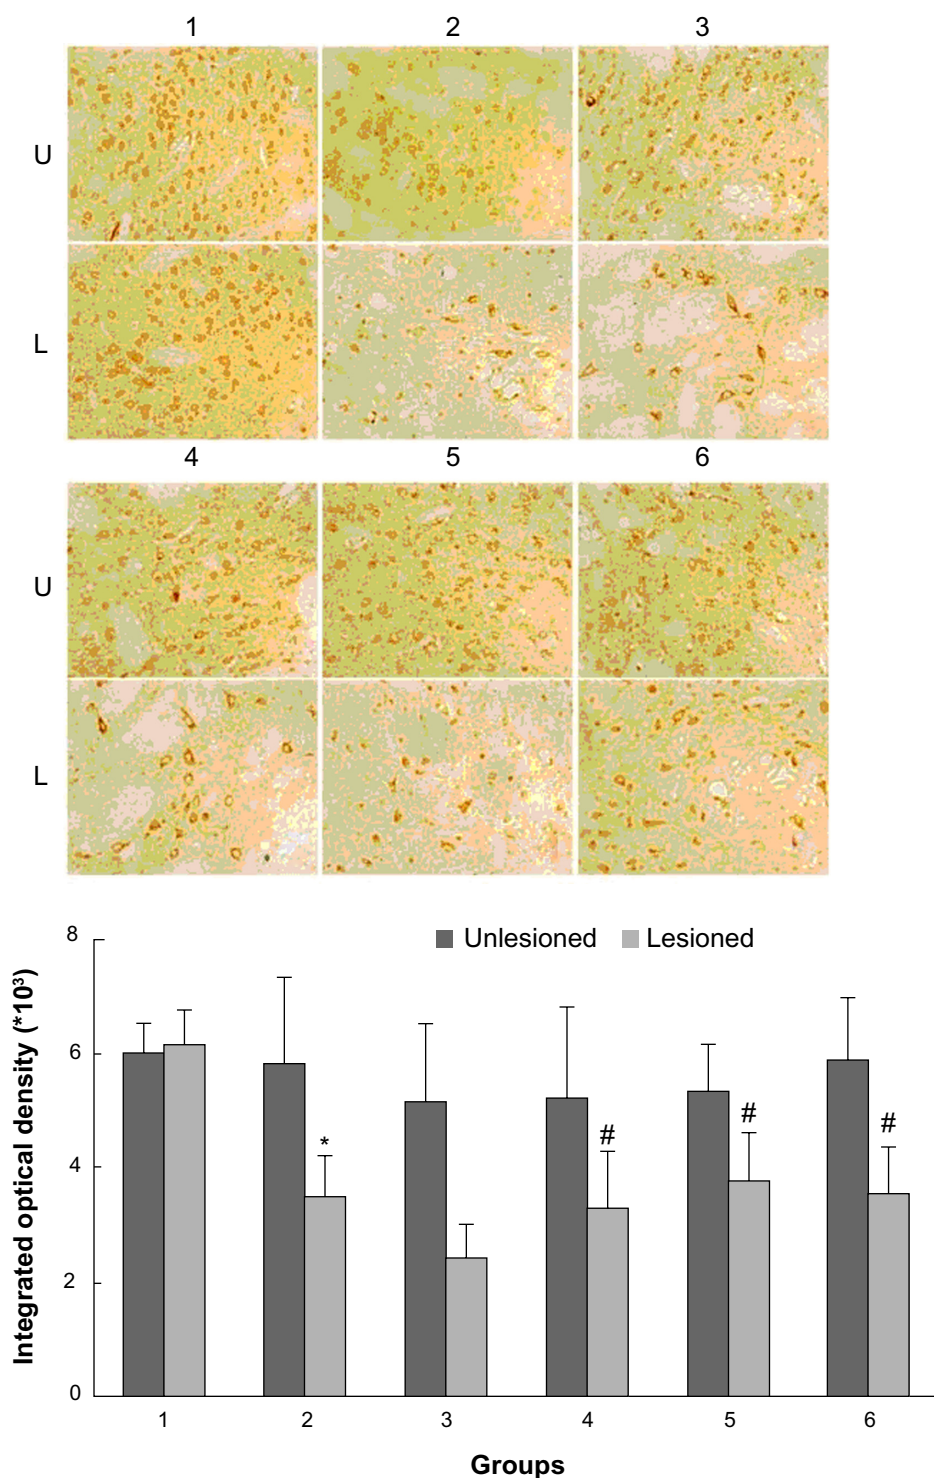 1 2 3
U
L
4 5 6
U
L
8
Unlesioned Lesioned
6
4
2
0
Integrated optical density (*10³)
*
#
#
#
1 2 3 4 5 6
Groups